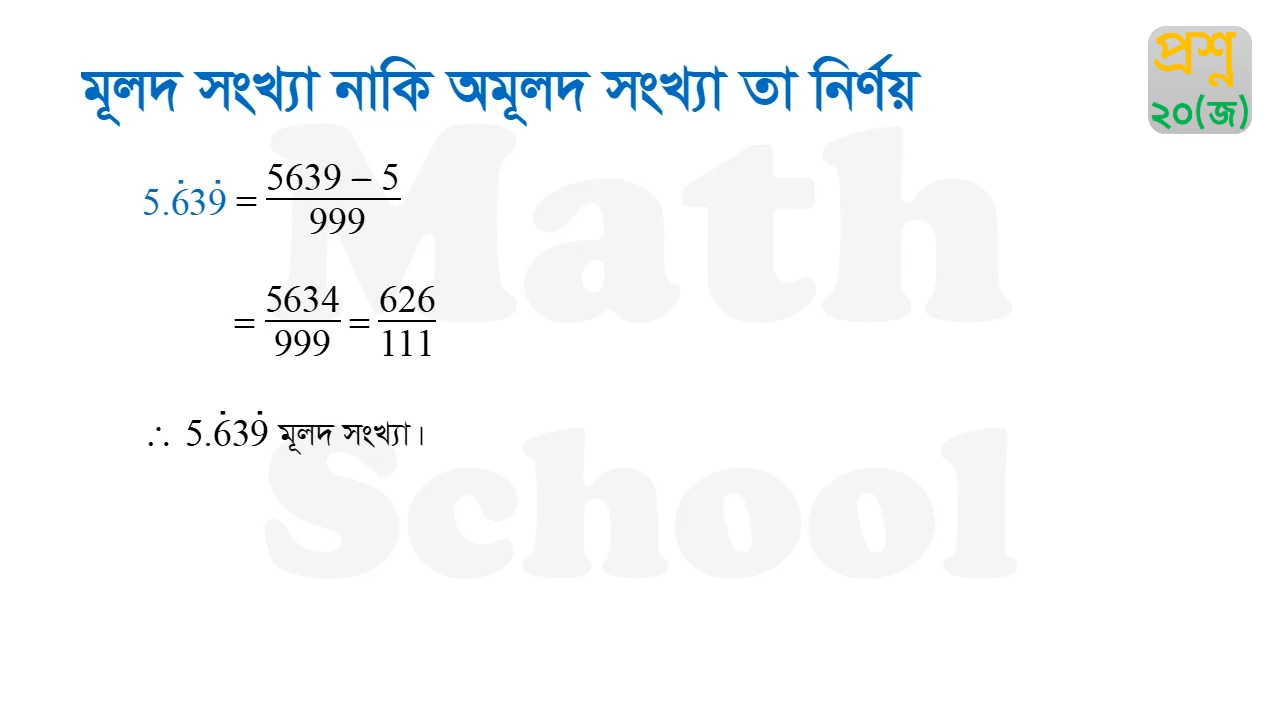 মূলদ সংখ্যা নাকি অমূলদ সংখ্যা তা নির্ণয়
প্রশ্ন
২০(জ)
5.6̇39̇ = (5639 – 5)/999
= 5634/999 = 626/111
∴ 5.6̇39̇ মূলদ সংখ্যা।
Math
School